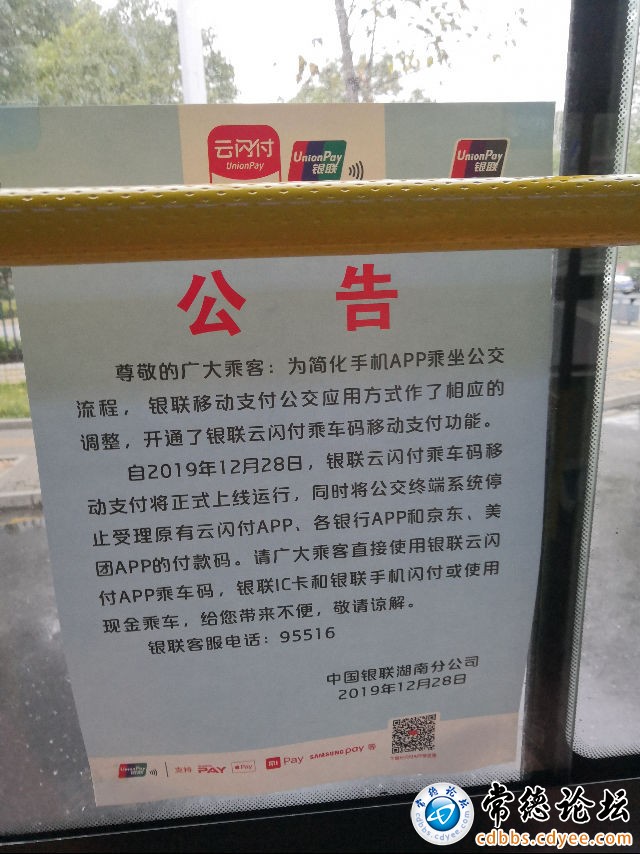 云闪付
UnionPay
UnionPay
银联
UnionPay
银联
公 告
尊敬的广大乘客：为简化手机APP乘坐公交
流程，银联移动支付公交应用方式作了相应的
调整，开通了银联云闪付乘车码移动支付功能。
自2019年12月28日，银联云闪付乘车码移
动支付将正式上线运行，同时将公交终端系统停
止受理原有云闪付APP、各银行APP和京东、美
团APP的付款码。请广大乘客直接使用银联云闪
付APP乘车码，银联IC卡和银联手机闪付或使用
现金乘车，给您带来不便，敬请谅解。
银联客服电话：95516
中国银联湖南分公司
2019年12月28日
UnionPay
银联
支持
PAY
Pay
Pay
SAMSUNG pay 等
常德论坛
cdbbs.cdyee.com